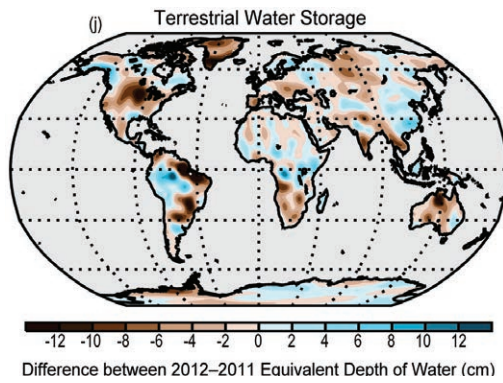 (j) Terrestrial Water Storage
-12 -10 -8 -6 -4 -2 0 2 4 6 8 10 12
Difference between 2012–2011 Equivalent Depth of Water (cm)